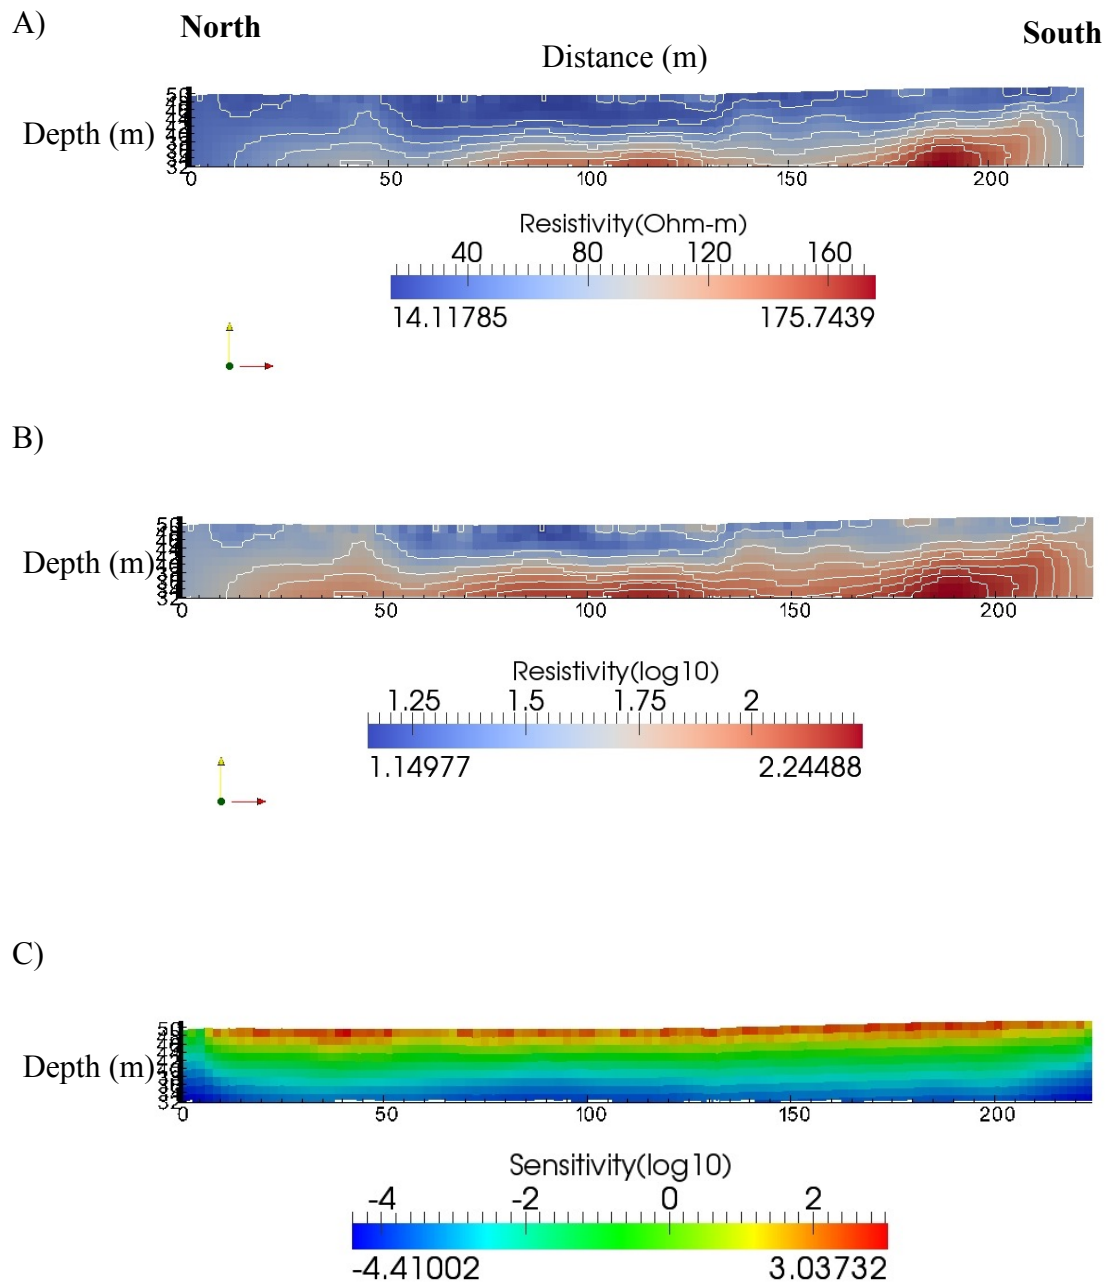 A)
North
South
Distance (m)
Depth (m)
32
0 50 100 150 200
Resistivity(Ohm-m)
40 80 120 160
14.11785 175.7439
B)
Depth (m)
32
0 50 100 150 200
Resistivity(log10)
1.25 1.5 1.75 2
1.14977 2.24488
C)
Depth (m)
0 50 100 150 200
Sensitivity(log10)
-4 -2 0 2
-4.41002 3.03732